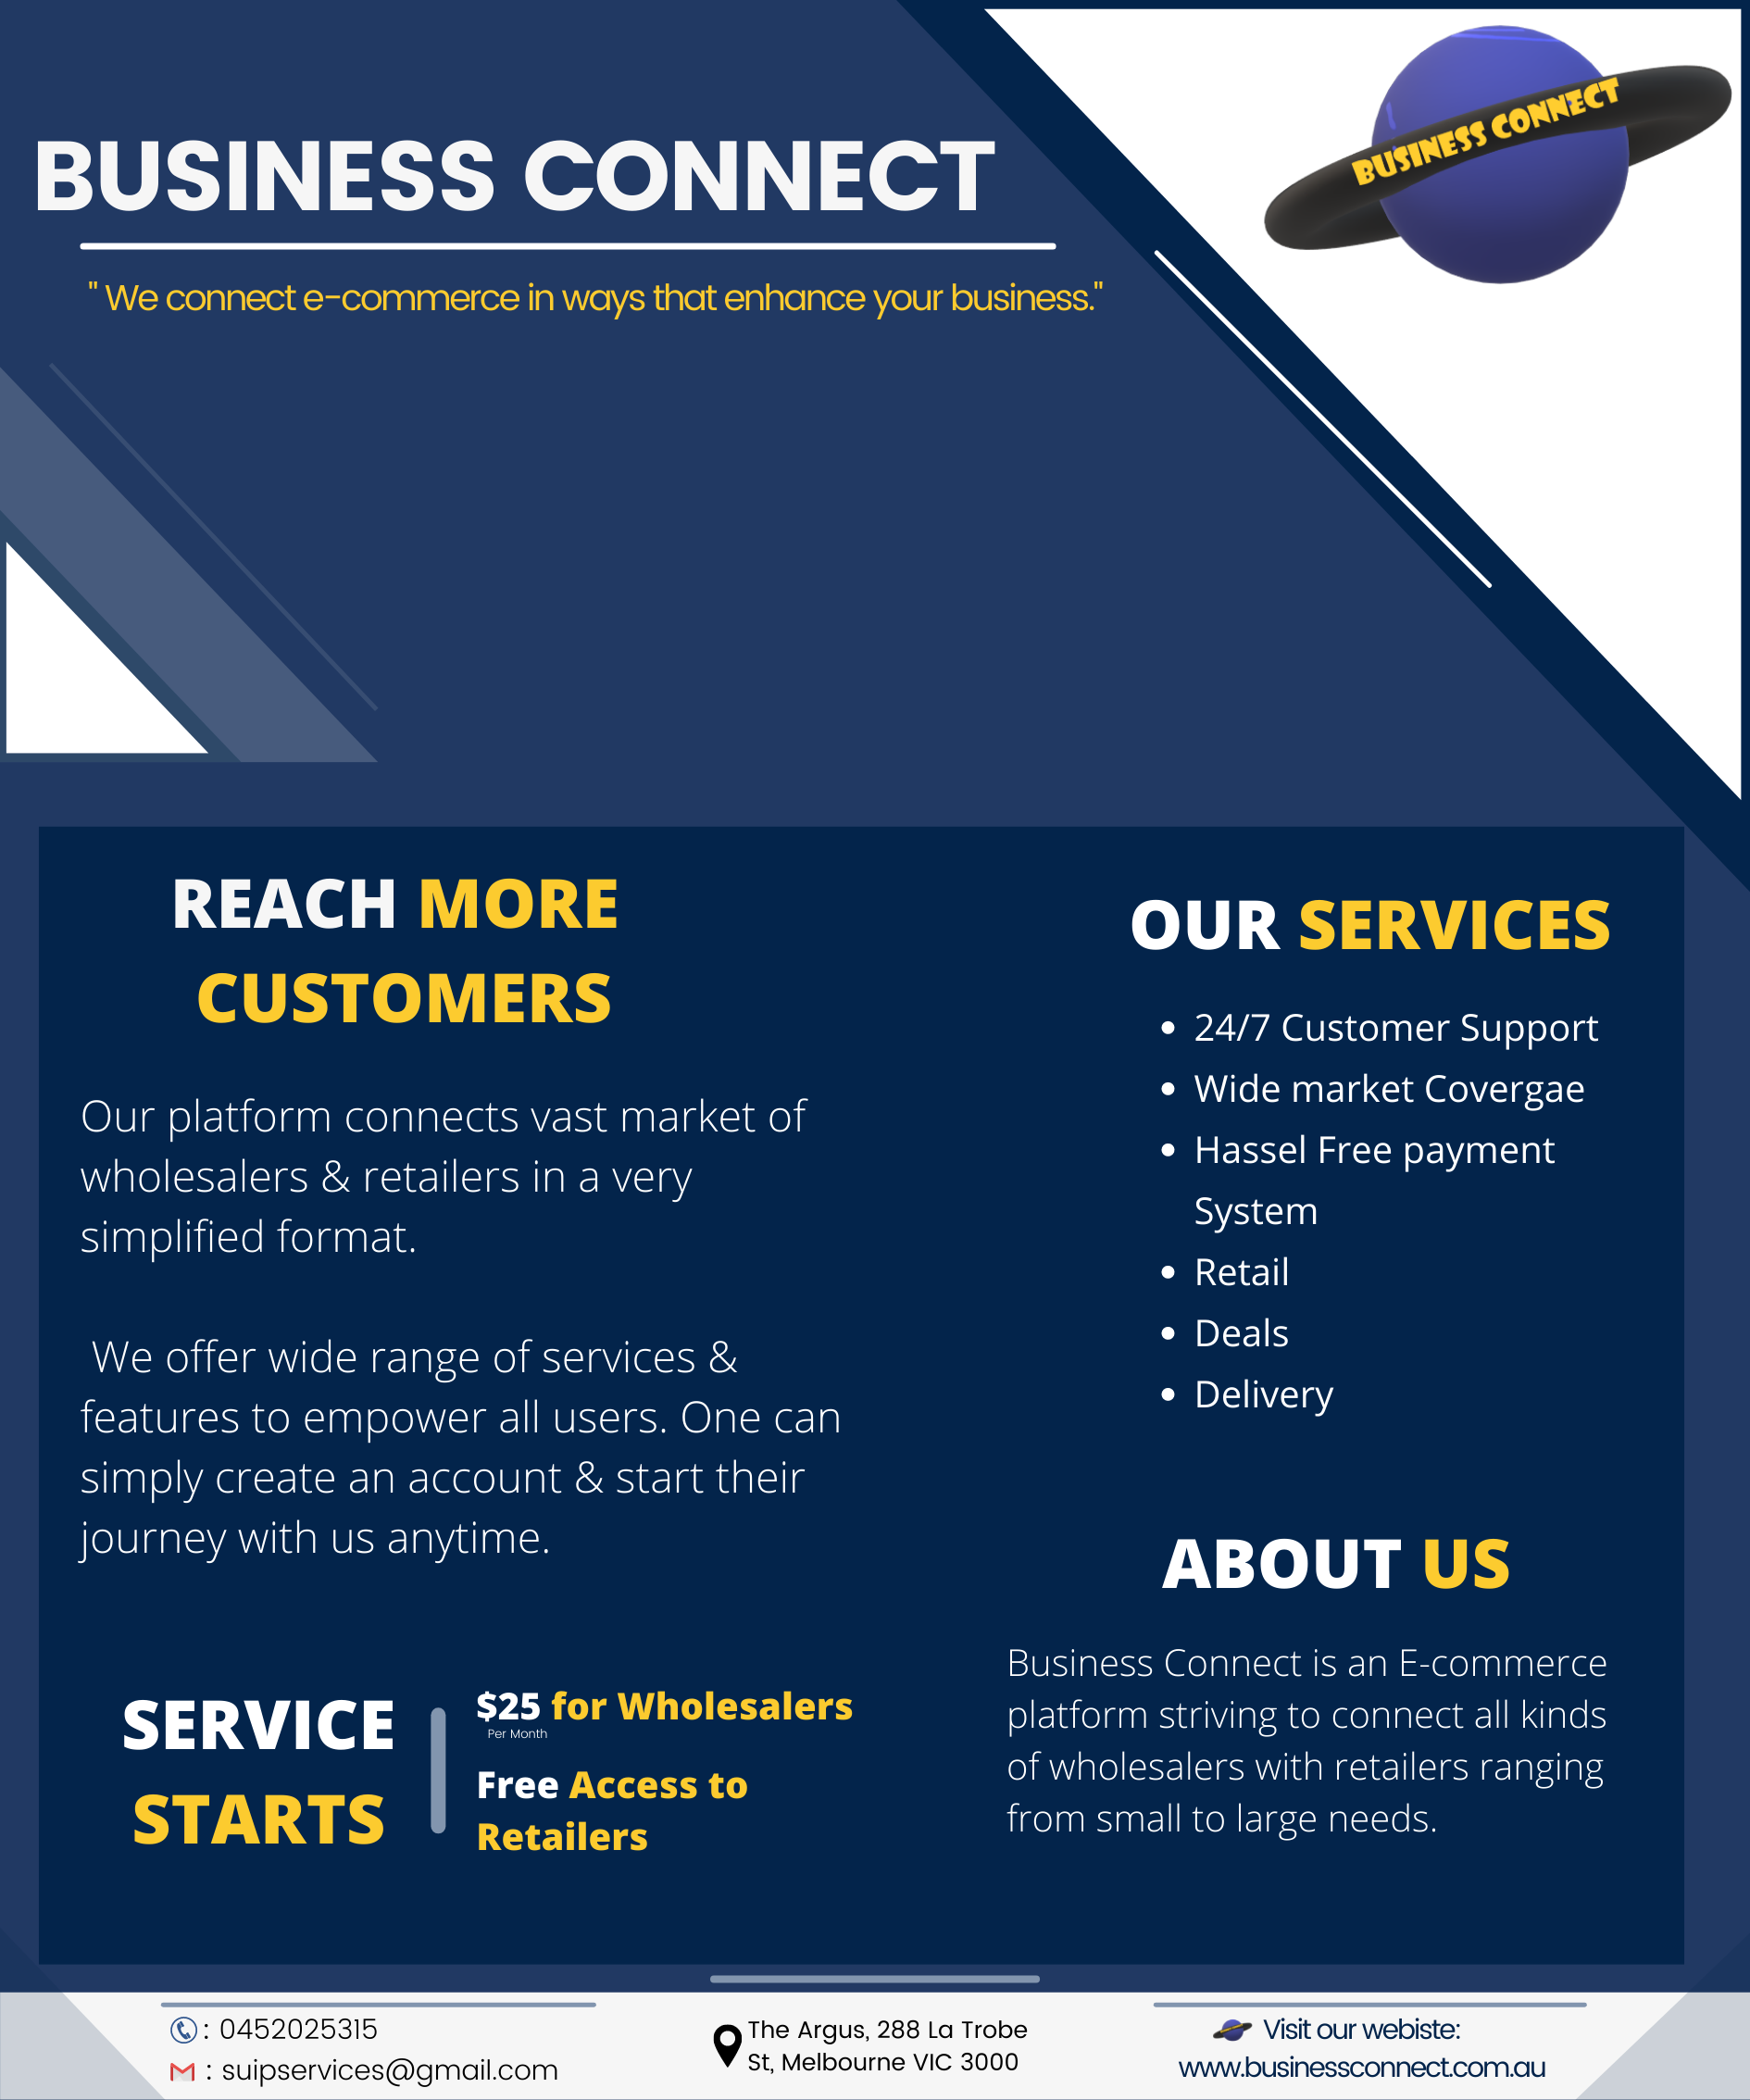 BUSINESS CONNECT
BUSINESS CONNECT
" We connect e-commerce in ways that enhance your business."
REACH MORE
CUSTOMERS
Our platform connects vast market of
wholesalers & retailers in a very
simplified format.
We offer wide range of services &
features to empower all users. One can
simply create an account & start their
journey with us anytime.
SERVICE
STARTS
$25 for Wholesalers
Per Month
Free Access to
Retailers
OUR SERVICES
• 24/7 Customer Support
• Wide market Covergae
• Hassel Free payment
System
• Retail
• Deals
• Delivery
ABOUT US
Business Connect is an E-commerce
platform striving to connect all kinds
of wholesalers with retailers ranging
from small to large needs.
: 0452025315
: suipservices@gmail.com
The Argus, 288 La Trobe
St, Melbourne VIC 3000
Visit our webiste:
www.businessconnect.com.au